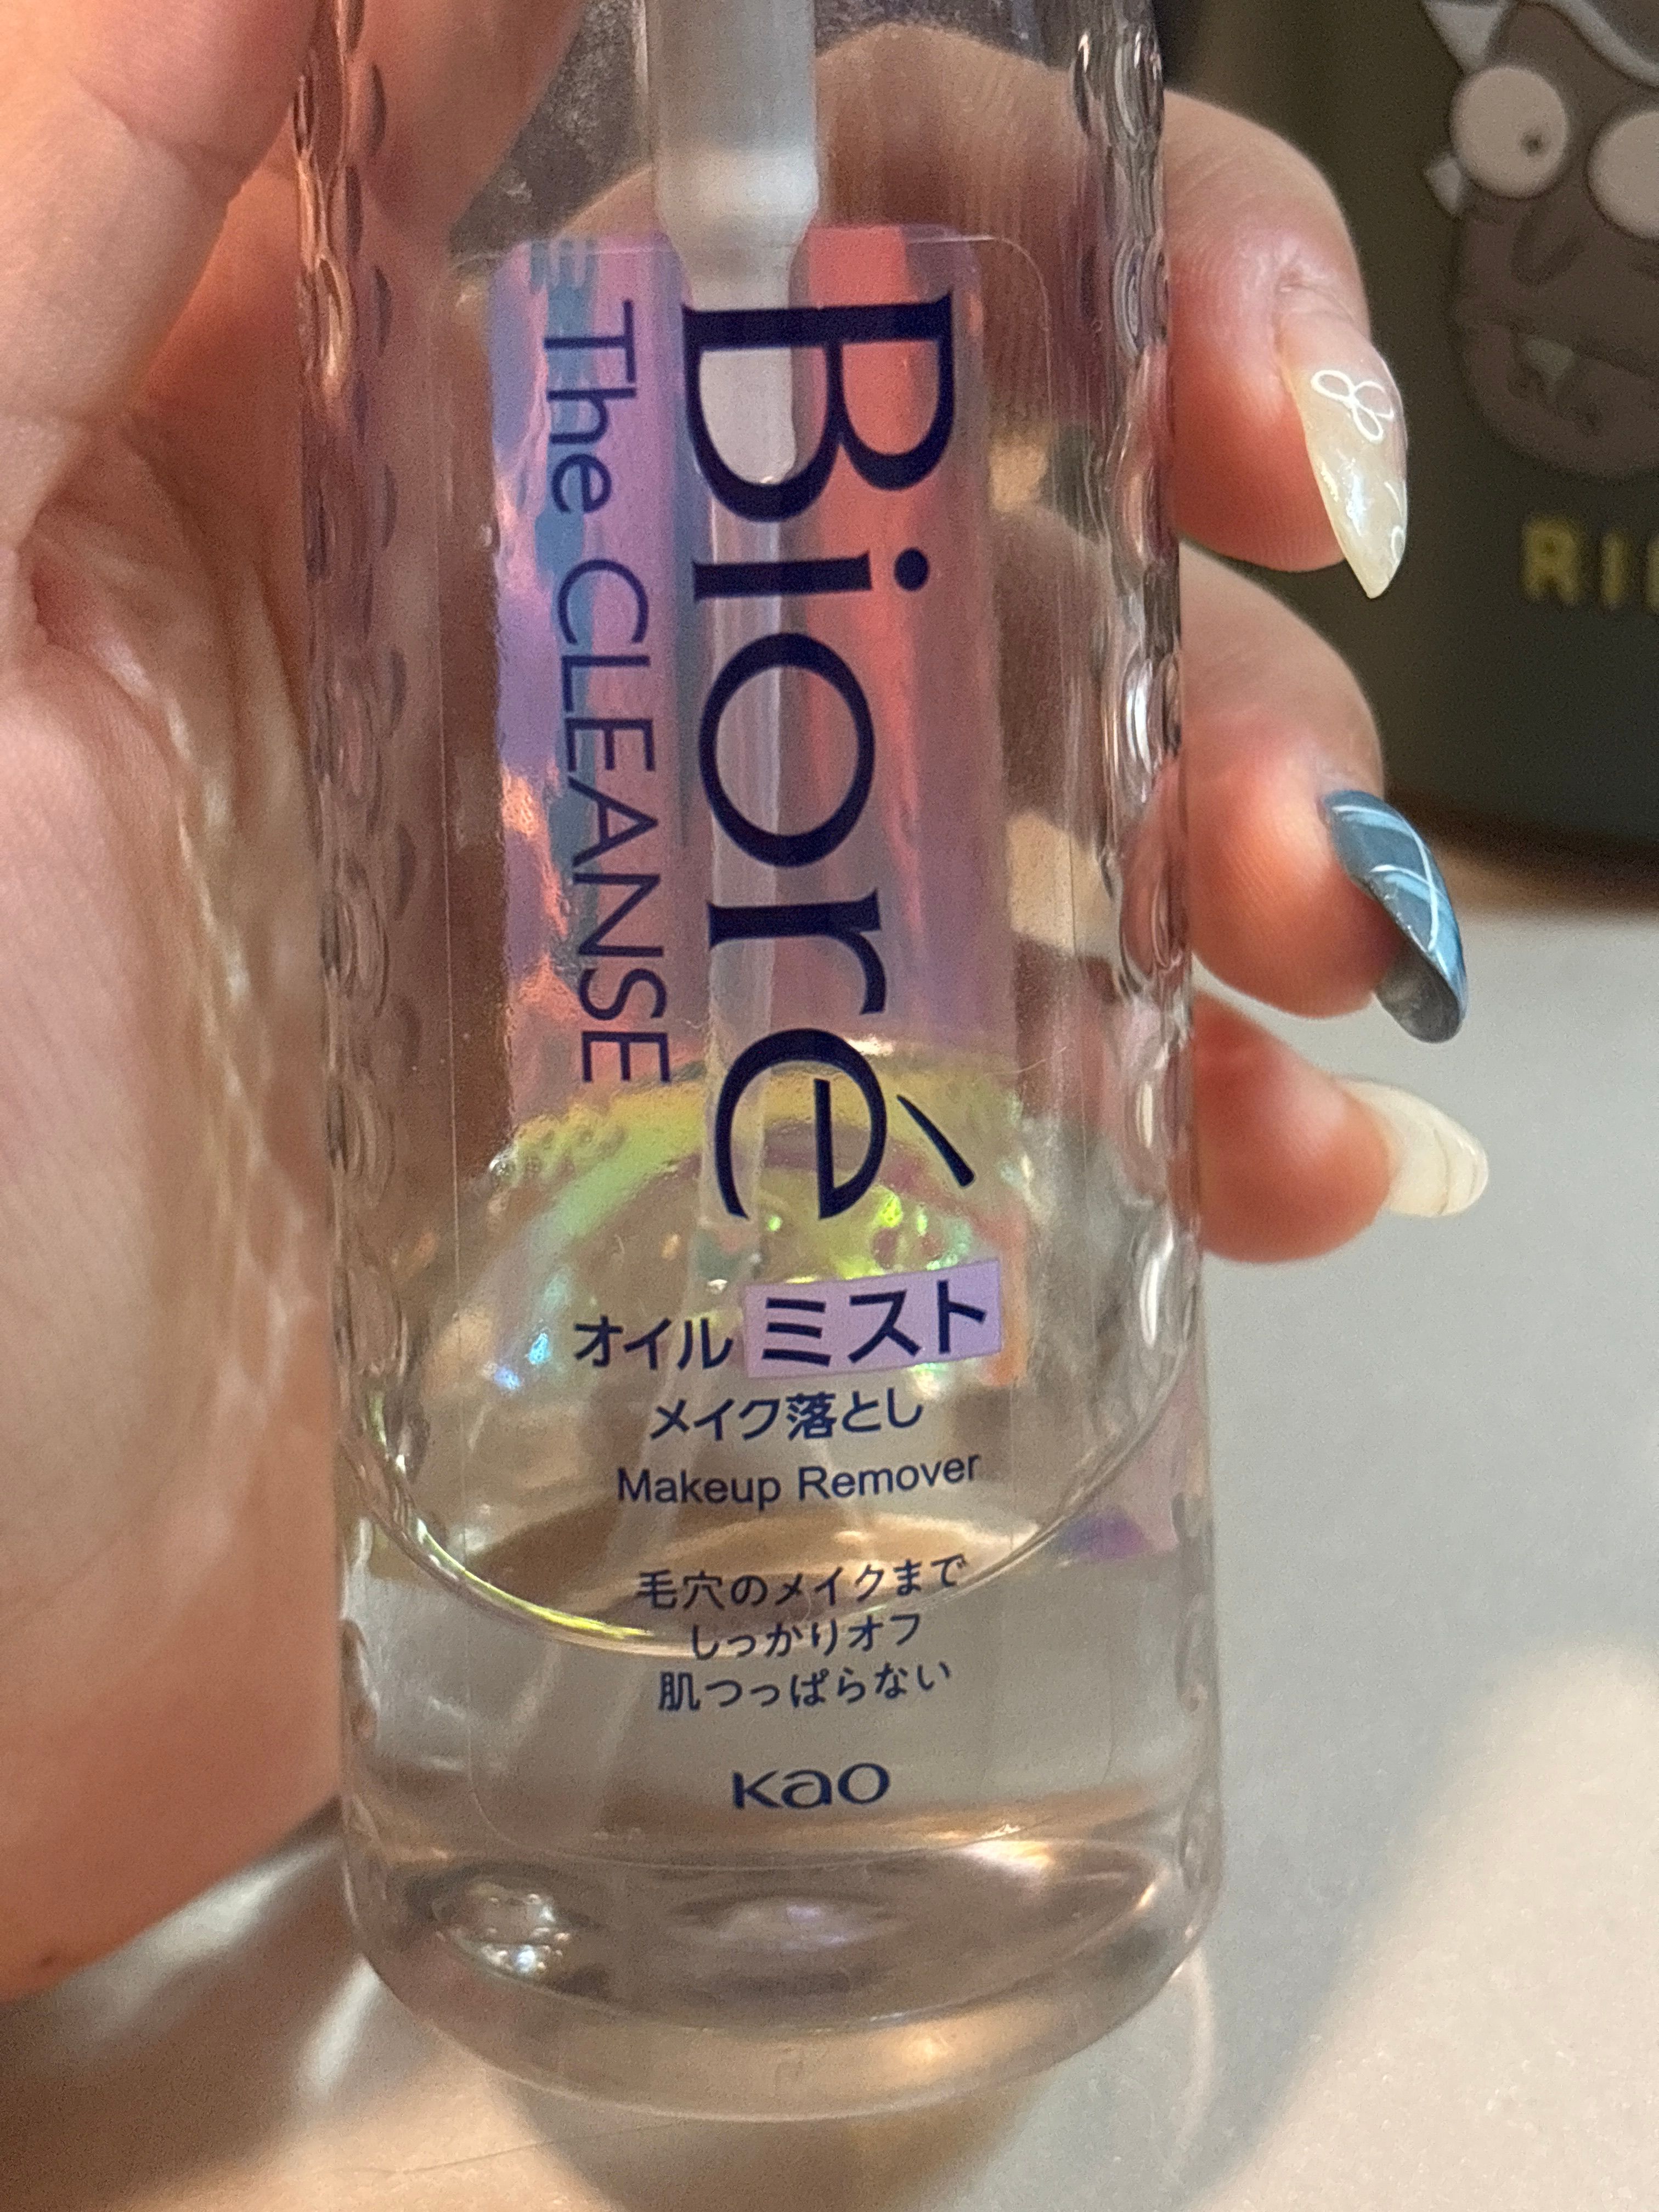 Bioré
The CLEANSE
オイルミスト
メイク落とし
Makeup Remover
毛穴のメイクまで
しっかりオフ
肌つっぱらない
Kao